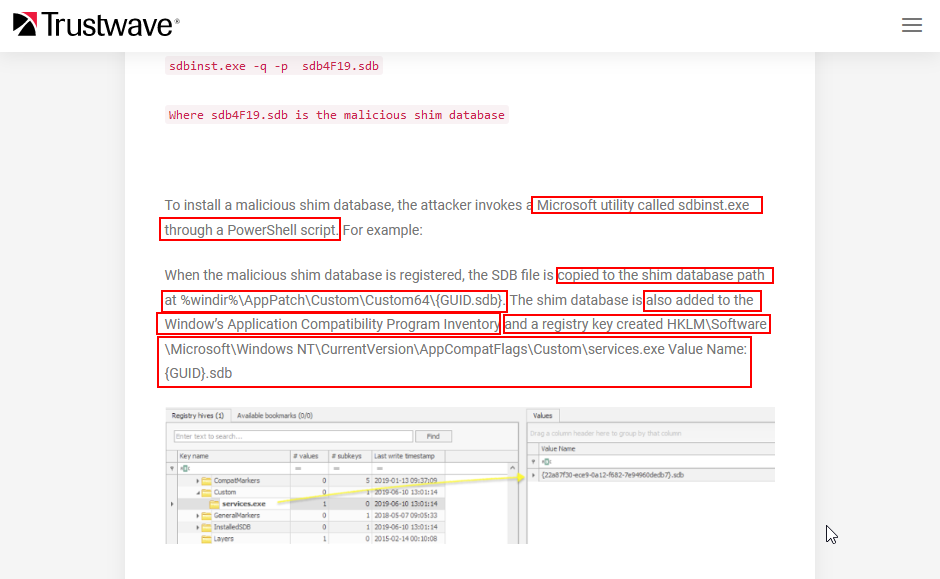 Trustwave®
sdbinst.exe -q -p  sdb4F19.sdb
Where sdb4F19.sdb is the malicious shim database
To install a malicious shim database, the attacker invokes a Microsoft utility called sdbinst.exe
through a PowerShell script. For example:
When the malicious shim database is registered, the SDB file is copied to the shim database path
at %windir%\AppPatch\Custom\Custom64\{GUID.sdb}. The shim database is also added to the
Window's Application Compatibility Program Inventory and a registry key created HKLM\Software
\Microsoft\Windows NT\CurrentVersion\AppCompatFlags\Custom\services.exe Value Name:
{GUID}.sdb
Registry hives (1) Available bookmarks (0/0)
Values
Enter text to search... Find
Drag a column header here to group by that column
Key name # values # subkeys Last write timestamp
Value Name
= = =
CompatMarkers 0 5 2019-01-13 09:37:09
{22a87f30-ece9-0a12-f682-7e94960dedb7}.sdb
Custom 0 1 2019-06-10 13:01:14
services.exe 1 0 2019-06-10 13:01:14
GeneralMarkers 0 1 2018-05-07 09:05:33
InstalledSDB 0 1 2019-06-10 13:01:14
Layers 1 0 2015-02-14 00:10:08